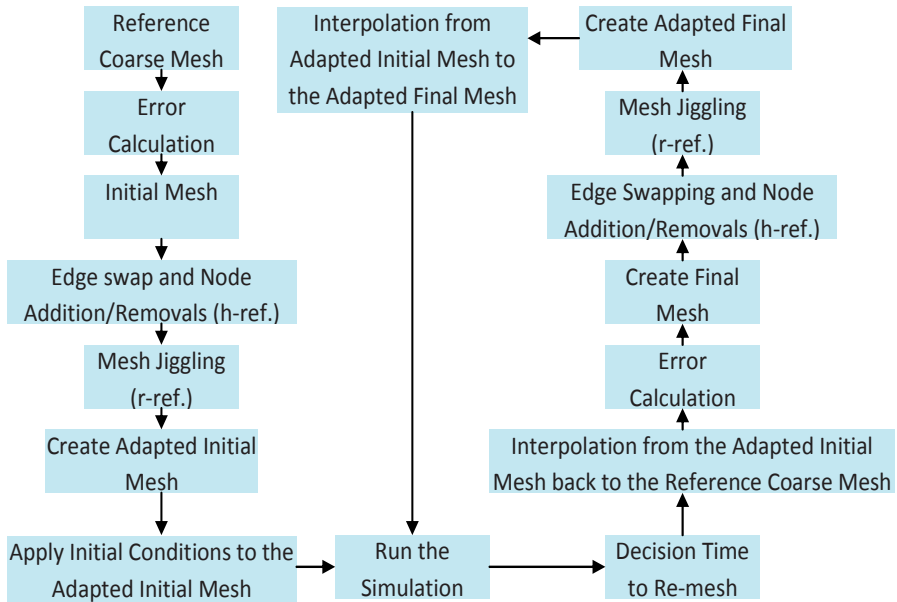 Reference
Coarse Mesh
Error
Calculation
Initial Mesh
Edge swap and Node
Addition/Removals (h-ref.)
Mesh Jiggling
(r-ref.)
Create Adapted Initial
Mesh
Apply Initial Conditions to the
Adapted Initial Mesh
Run the
Simulation
Decision Time
to Re-mesh
Interpolation from the Adapted Initial
Mesh back to the Reference Coarse Mesh
Error
Calculation
Create Final
Mesh
Edge Swapping and Node
Addition/Removals (h-ref.)
Mesh Jiggling
(r-ref.)
Create Adapted Final
Mesh
Interpolation from
Adapted Initial Mesh to
the Adapted Final Mesh